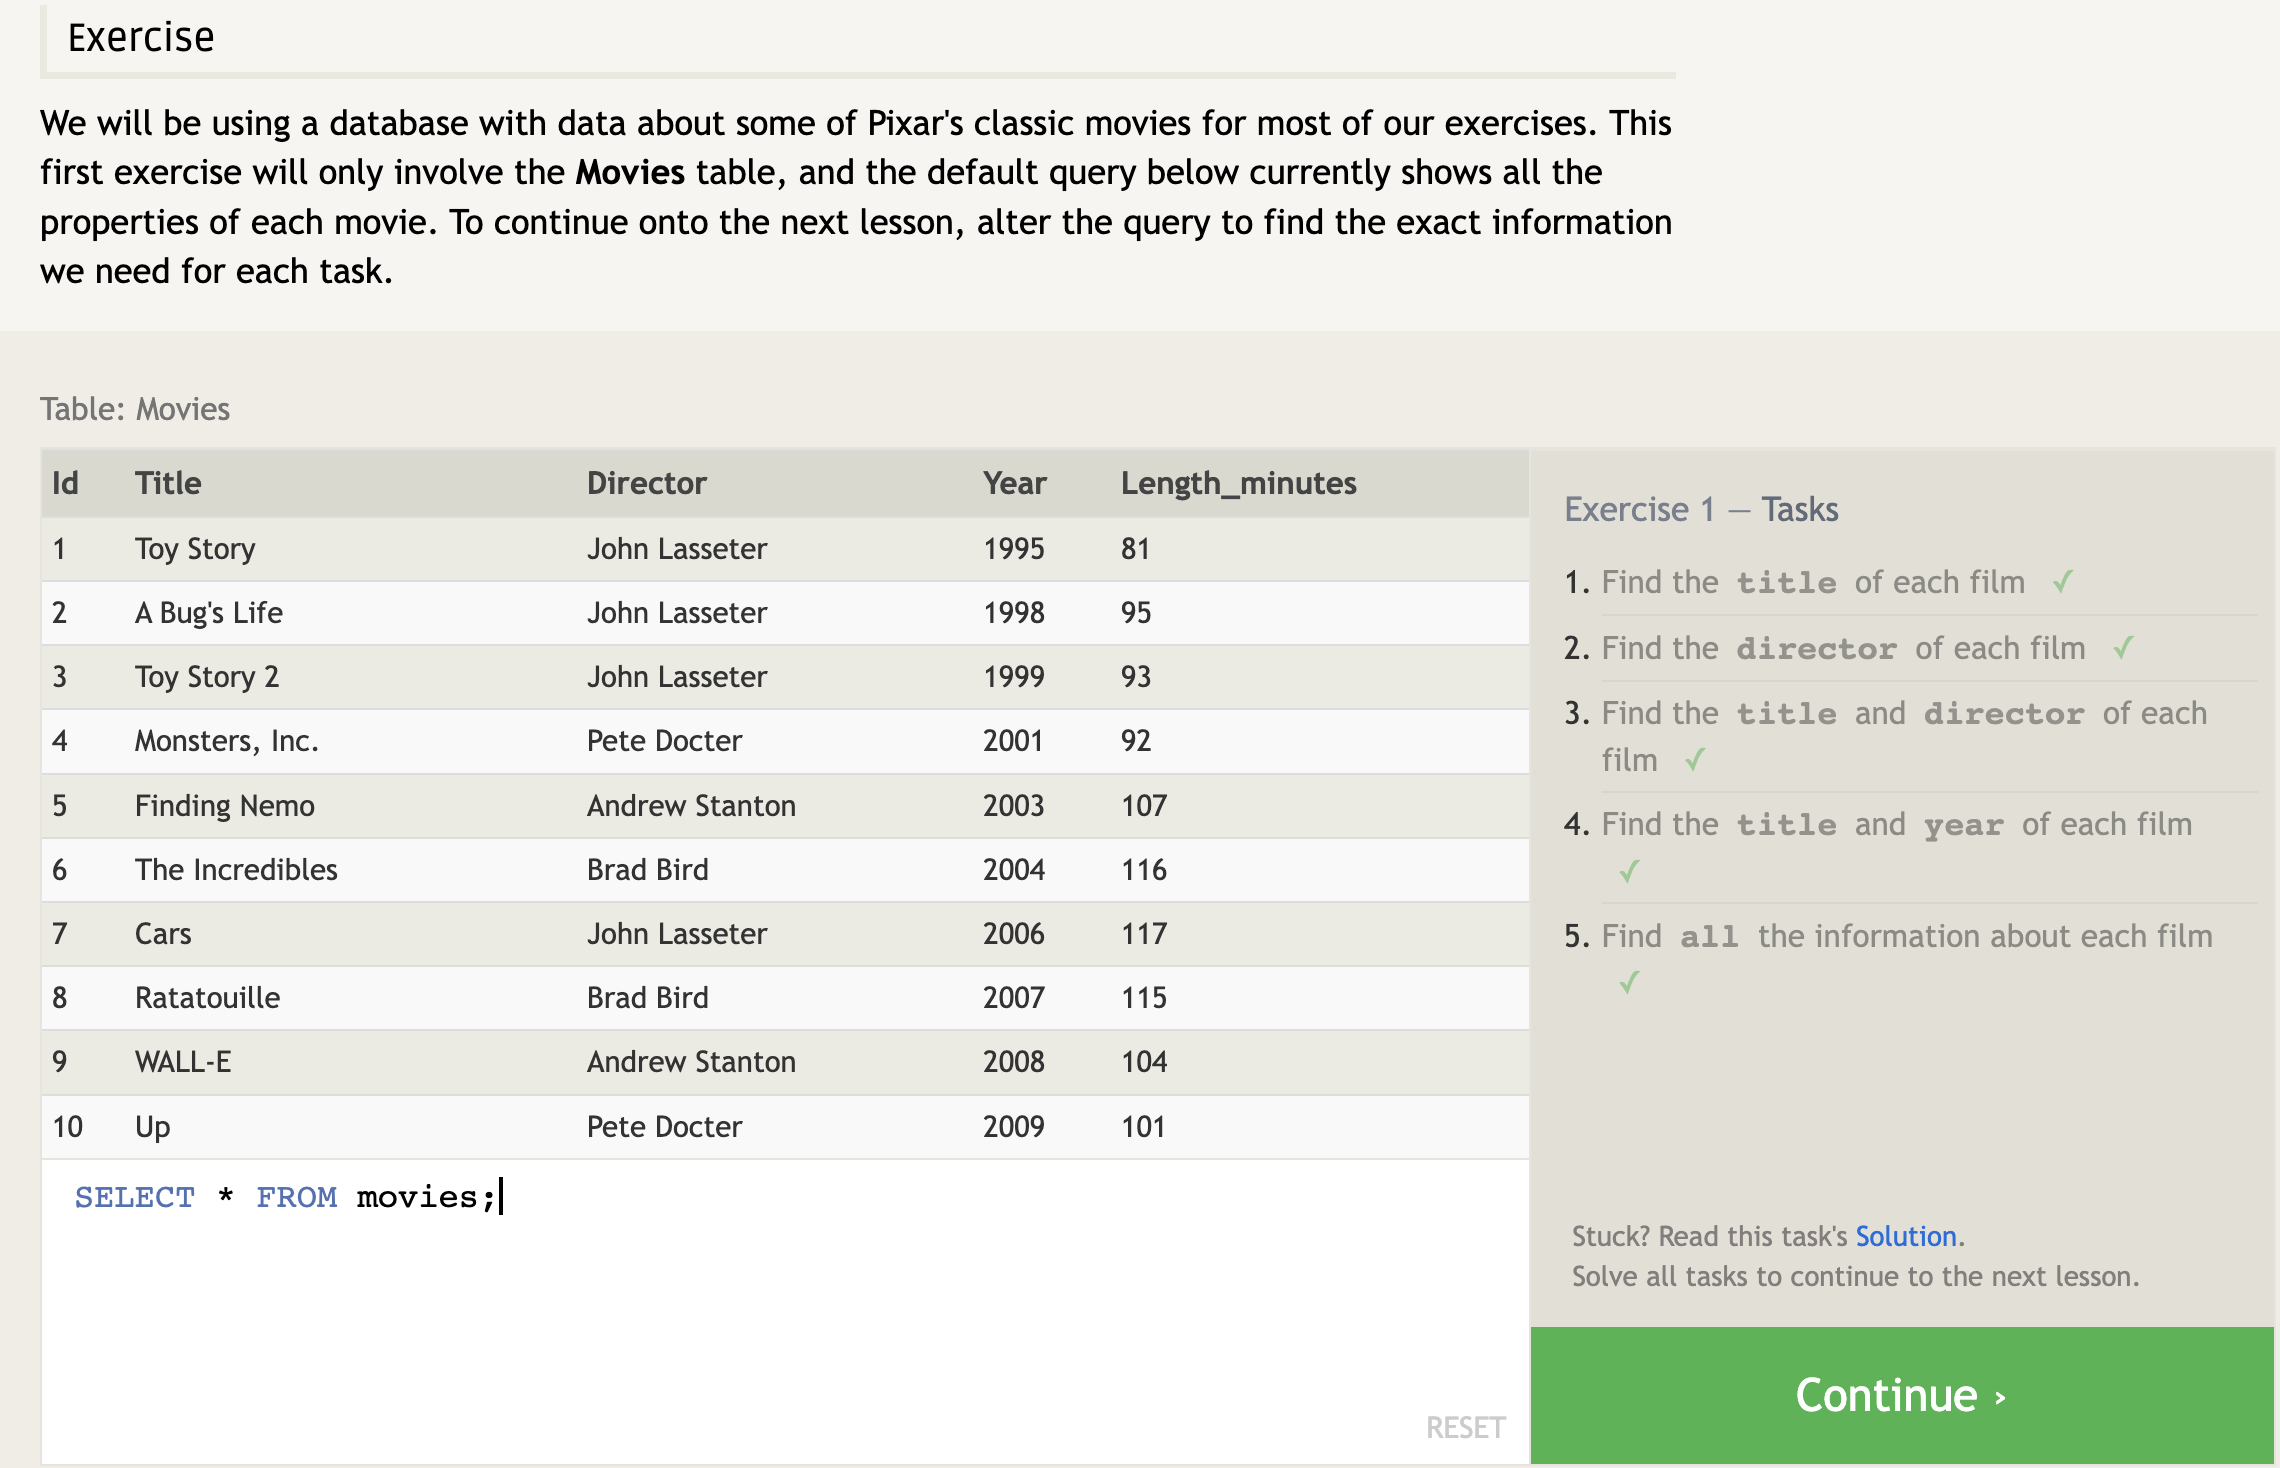 Exercise
We will be using a database with data about some of Pixar's classic movies for most of our exercises. This
first exercise will only involve the Movies table, and the default query below currently shows all the
properties of each movie. To continue onto the next lesson, alter the query to find the exact information
we need for each task.
Table: Movies
Id Title Director Year Length_minutes
1 Toy Story John Lasseter 1995 81
2 A Bug's Life John Lasseter 1998 95
3 Toy Story 2 John Lasseter 1999 93
4 Monsters, Inc. Pete Docter 2001 92
5 Finding Nemo Andrew Stanton 2003 107
6 The Incredibles Brad Bird 2004 116
7 Cars John Lasseter 2006 117
8 Ratatouille Brad Bird 2007 115
9 WALL-E Andrew Stanton 2008 104
10 Up Pete Docter 2009 101
SELECT * FROM movies;
RESET
Exercise 1 — Tasks
1. Find the title of each film ✓
2. Find the director of each film ✓
3. Find the title and director of each
film ✓
4. Find the title and year of each film
✓
5. Find all the information about each film
✓
Stuck? Read this task's Solution.
Solve all tasks to continue to the next lesson.
Continue ›